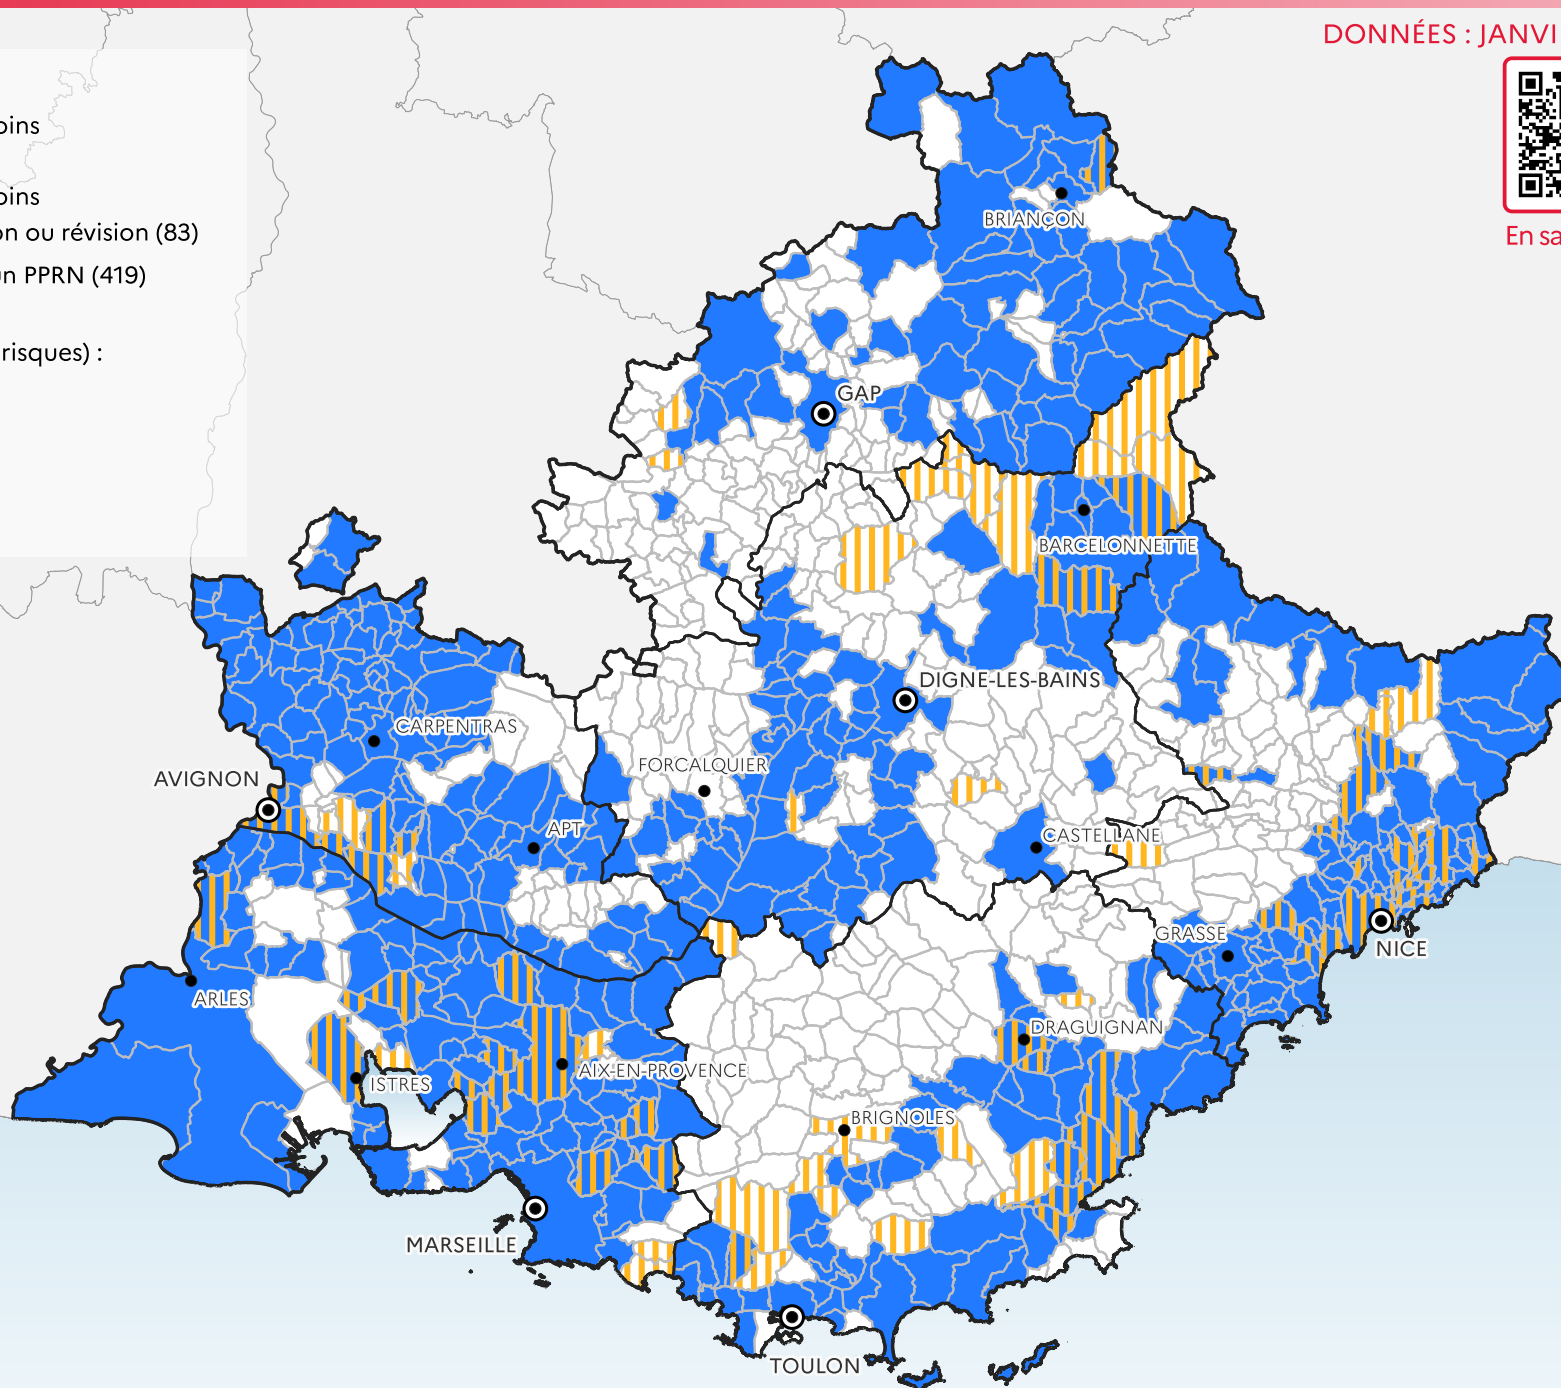 DONNÉES : JANVI
oins
oins
on ou révision (83)
un PPRN (419)
risques) :
En sa
BRIANÇON
GAP
BARCELONNETTE
DIGNE-LES-BAINS
CARPENTRAS
FORCALQUIER
AVIGNON
APT
CASTELLANE
GRASSE
NICE
ARLES
DRAGUIGNAN
ISTRES
AIX-EN-PROVENCE
BRIGNOLES
MARSEILLE
TOULON